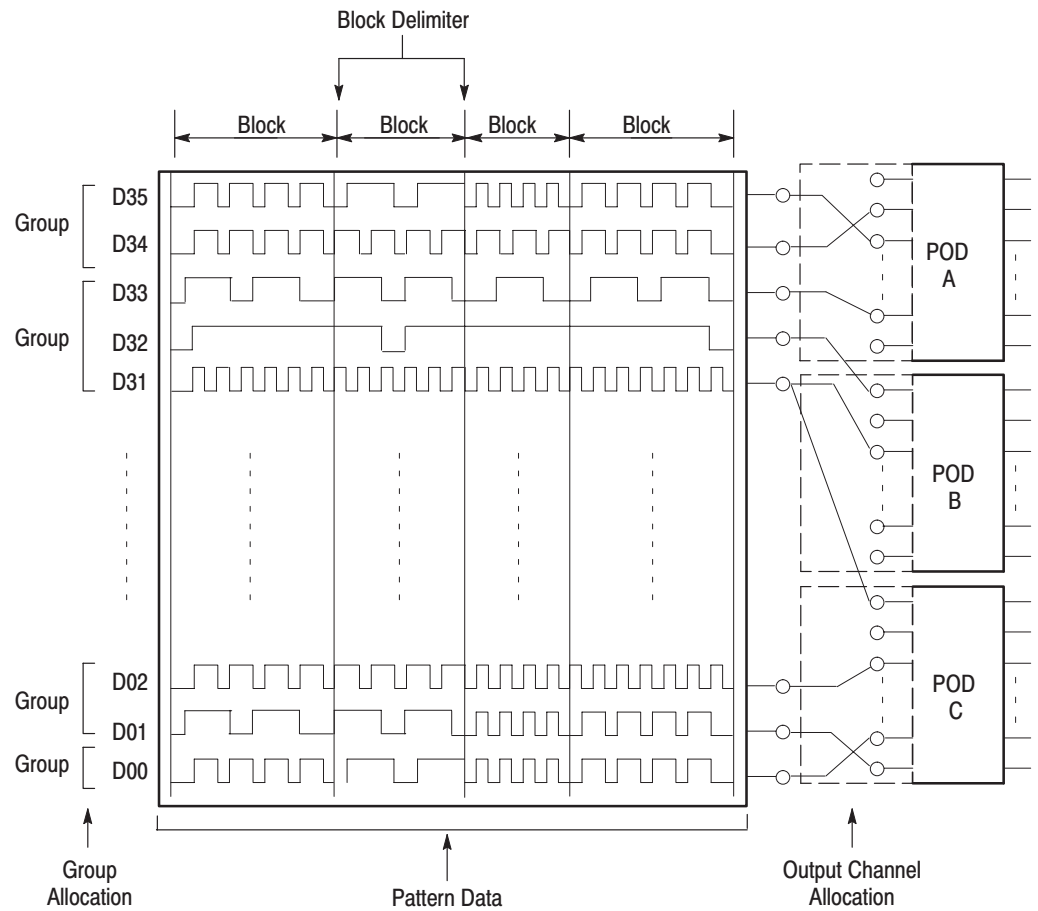 Block Delimiter
Block Block Block Block
Group
D35
D34
Group
D33
D32
D31
Group
D02
D01
Group
D00
POD
A
POD
B
POD
C
Group
Allocation
Pattern Data
Output Channel
Allocation